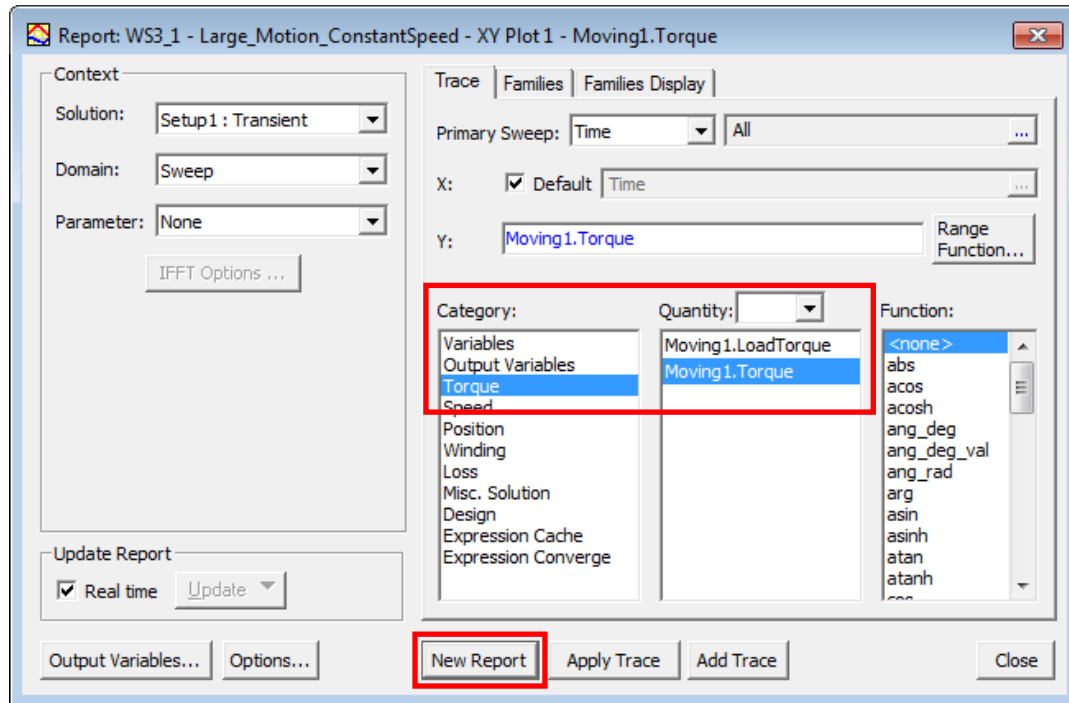 Report: WS3_1 - Large_Motion_ConstantSpeed - XY Plot 1 - Moving1.Torque
Context
Solution: Setup1 : Transient
Domain: Sweep
Parameter: None
IFFT Options ...
Update Report
Real time Update
Trace Families Families Display
Primary Sweep: Time All ...
X: Default Time ...
Y: Moving1.Torque
Range
Function...
Category:
Variables
Output Variables
Torque
Speed
Position
Winding
Loss
Misc. Solution
Design
Expression Cache
Expression Converge
Quantity:
Moving1.LoadTorque
Moving1.Torque
Function:
<none>
abs
acos
acosh
ang_deg
ang_deg_val
ang_rad
arg
asin
asinh
atan
atanh
cos
Output Variables... Options... New Report Apply Trace Add Trace Close